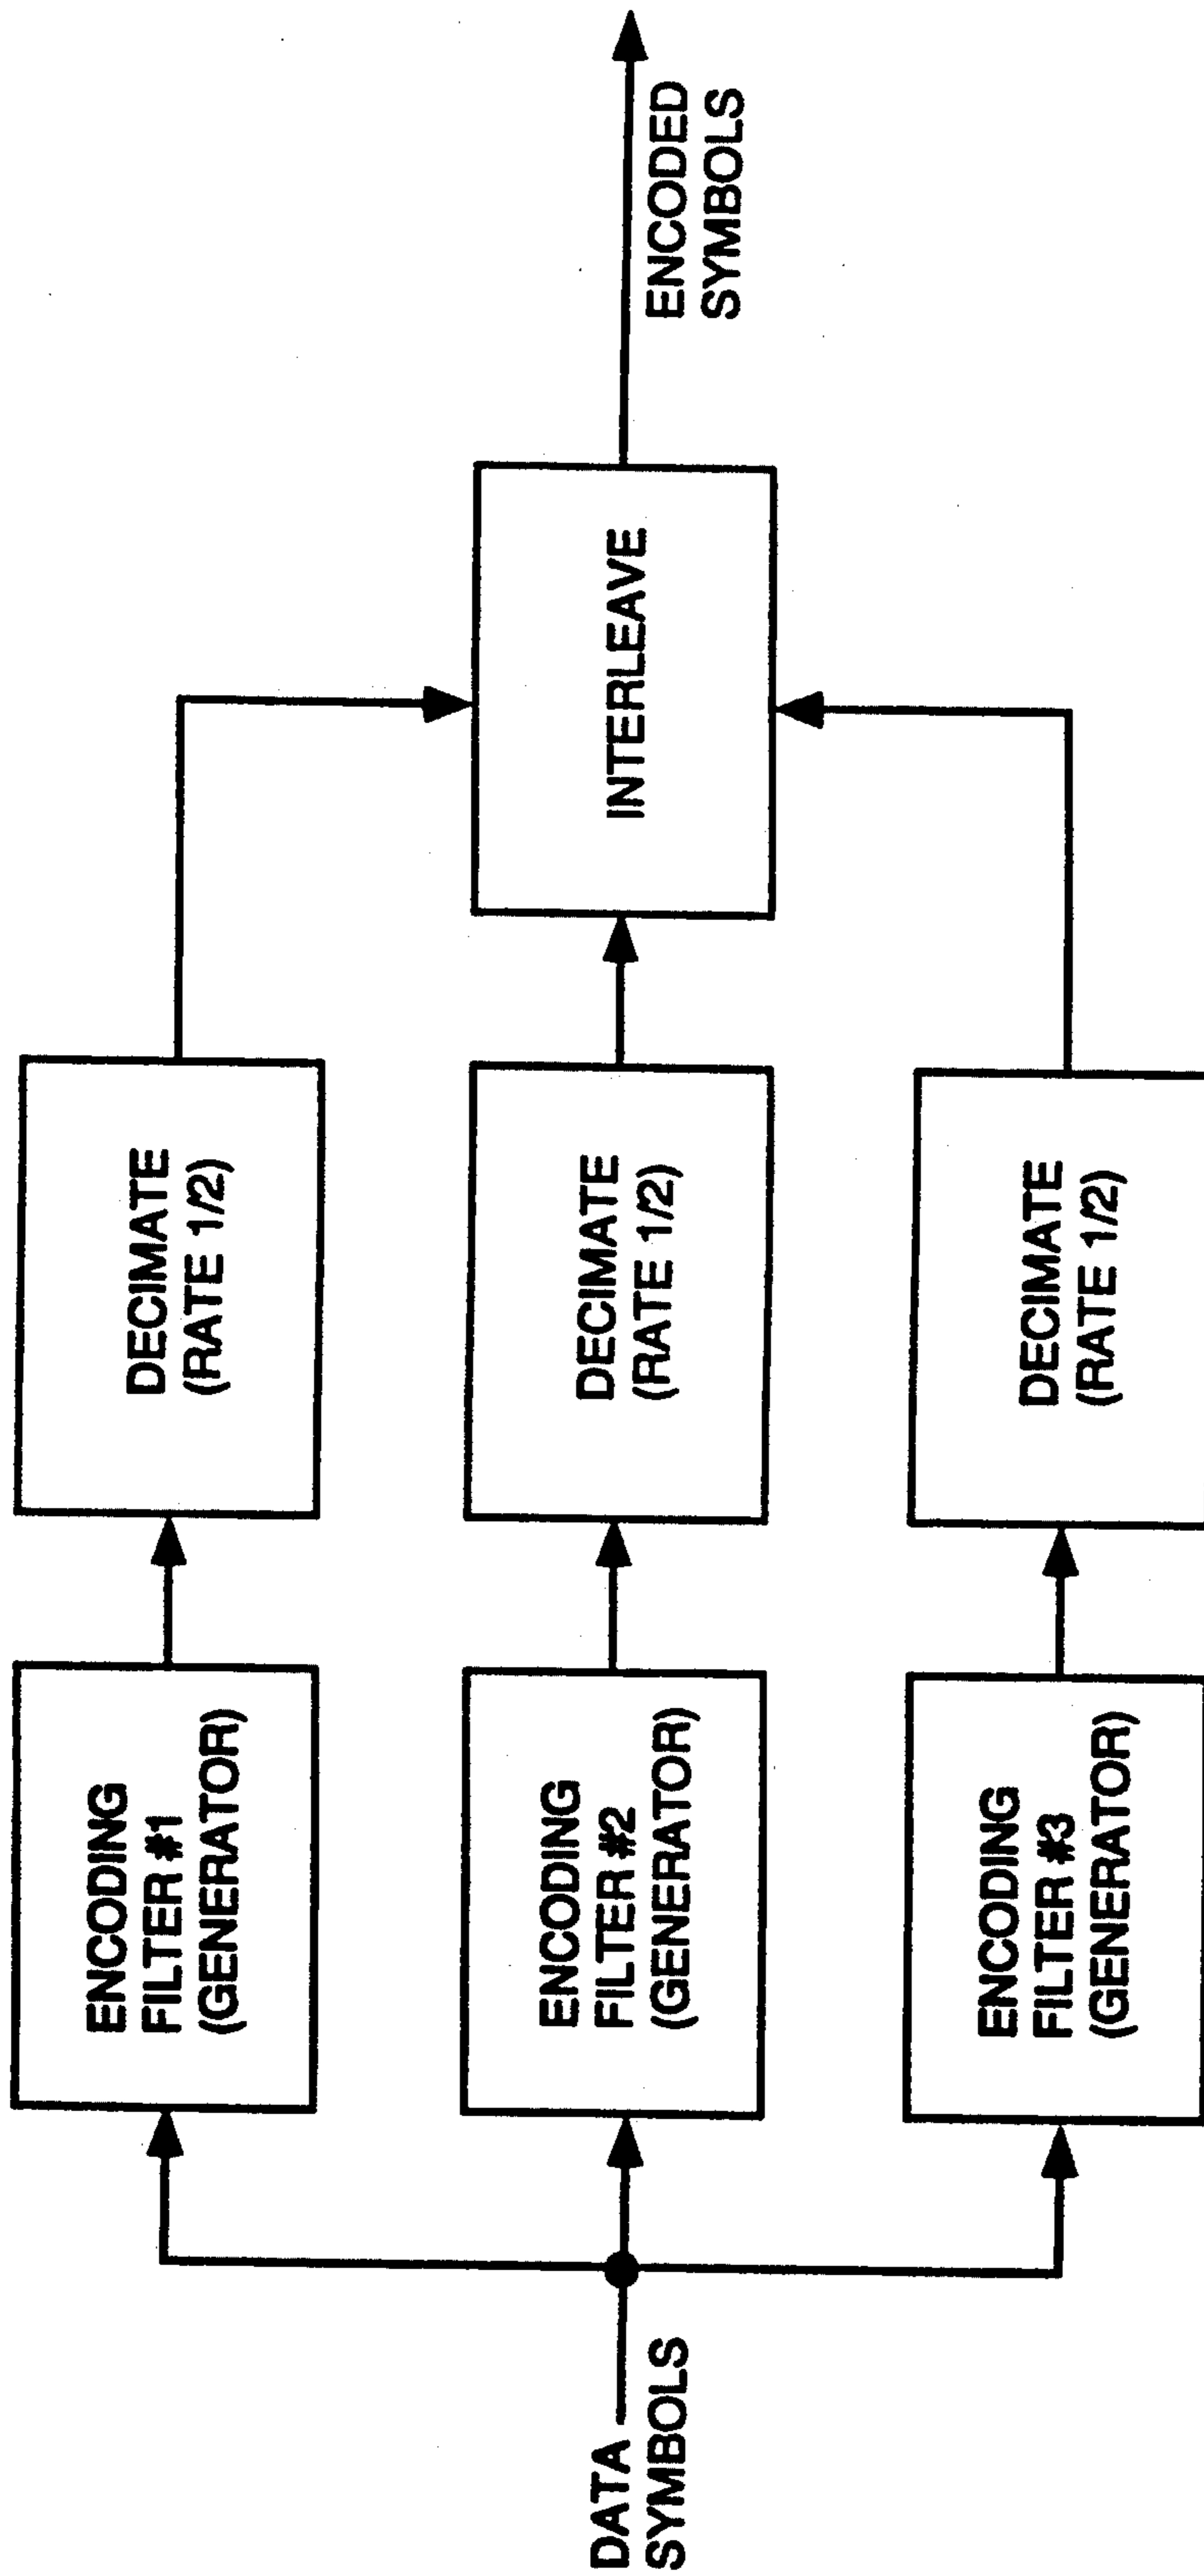 DATA
SYMBOLS
ENCODING
FILTER #1
(GENERATOR)
DECIMATE
(RATE 1/2)
ENCODING
FILTER #2
(GENERATOR)
DECIMATE
(RATE 1/2)
ENCODING
FILTER #3
(GENERATOR)
DECIMATE
(RATE 1/2)
INTERLEAVE
ENCODED
SYMBOLS